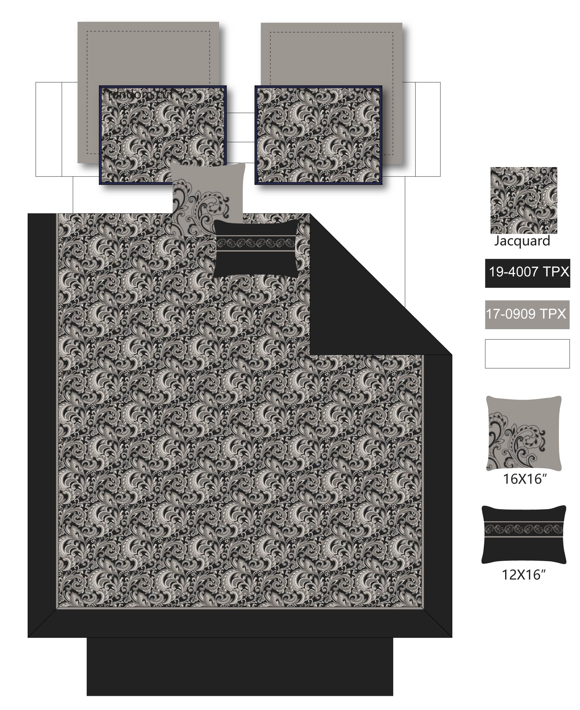 Jacquard
19-4007 TPX
17-0909 TPX
16X16″
12X16″